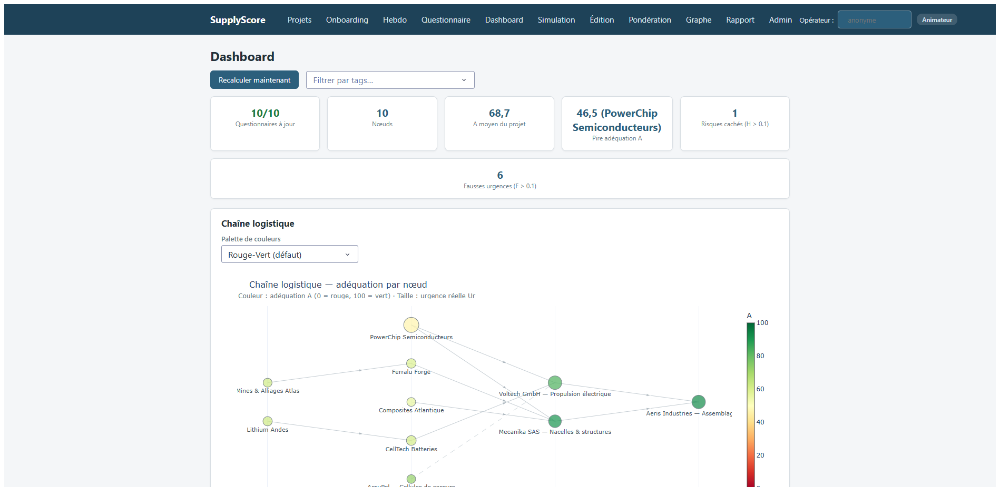 SupplyScore Projets Onboarding Hebdo Questionnaire Dashboard Simulation Édition Pondération Graphe Rapport Admin Opérateur : anonyme Animateur
Dashboard
Recalculer maintenant Filtrer par tags...
10/10
Questionnaires à jour
10
Nœuds
68,7
A moyen du projet
46,5 (PowerChip
Semiconducteurs)
Pire adéquation A
1
Risques cachés (H > 0.1)
6
Fausses urgences (F > 0.1)
Chaîne logistique
Palette de couleurs
Rouge-Vert (défaut)
Chaîne logistique — adéquation par nœud
Couleur : adéquation A (0 = rouge, 100 = vert) · Taille : urgence réelle Ur
A
100
80
60
40
20
PowerChip Semiconducteurs
Ferralu Forge
Mines & Alliages Atlas
Voltech GmbH — Propulsion électrique
Composites Atlantique
Aeris Industries — Assemblag
Lithium Andes
Mecanika SAS — Nacelles & structures
CellTech Batteries